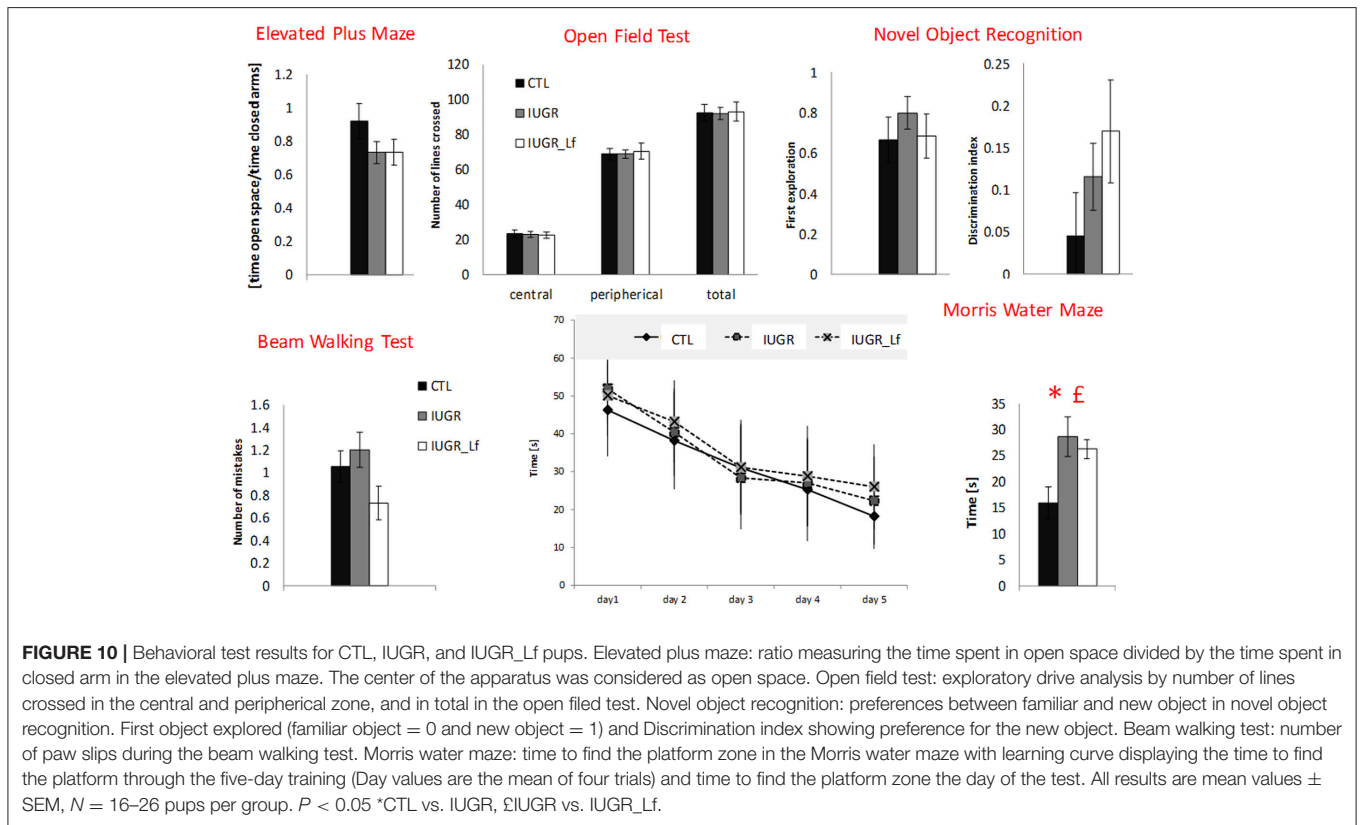 Elevated Plus Maze
[time open space/time closed arms]
1.2
1
0.8
0.6
0.4
0.2
0
Open Field Test
Number of lines crossed
120
100
80
60
40
20
0
CTL
IUGR
IUGR_Lf
central
peripherical
total
Novel Object Recognition
First exploration
1
0.8
0.6
0.4
0.2
0
Discrimination index
0.25
0.2
0.15
0.1
0.05
0
Beam Walking Test
Number of mistakes
1.6
1.4
1.2
1
0.8
0.6
0.4
0.2
0
CTL
IUGR
IUGR_Lf
Time [s]
70
60
50
40
30
20
10
0
CTL
IUGR
IUGR_Lf
day1
day 2
day 3
day 4
day 5
Morris Water Maze
* £
Time [s]
35
30
25
20
15
10
5
0
FIGURE 10 | Behavioral test results for CTL, IUGR, and IUGR_Lf pups. Elevated plus maze: ratio measuring the time spent in open space divided by the time spent in
closed arm in the elevated plus maze. The center of the apparatus was considered as open space. Open field test: exploratory drive analysis by number of lines
crossed in the central and peripherical zone, and in total in the open filed test. Novel object recognition: preferences between familiar and new object in novel object
recognition. First object explored (familiar object = 0 and new object = 1) and Discrimination index showing preference for the new object. Beam walking test: number
of paw slips during the beam walking test. Morris water maze: time to find the platform zone in the Morris water maze with learning curve displaying the time to find
the platform through the five-day training (Day values are the mean of four trials) and time to find the platform zone the day of the test. All results are mean values ±
SEM, N = 16–26 pups per group. P < 0.05 *CTL vs. IUGR, £IUGR vs. IUGR_Lf.